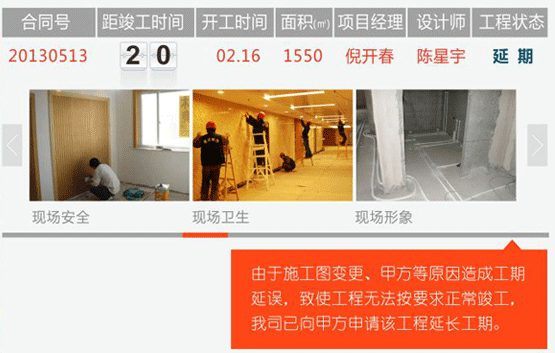 合同号 距竣工时间 开工时间 面积(㎡) 项目经理 设计师 工程状态
20130513 20 02.16 1550 倪开春 陈星宇 延 期
现场安全 现场卫生 现场形象
由于施工图变更、甲方等原因造成工期
延误，致使工程无法按要求正常竣工，
我司已向甲方申请该工程延长工期。